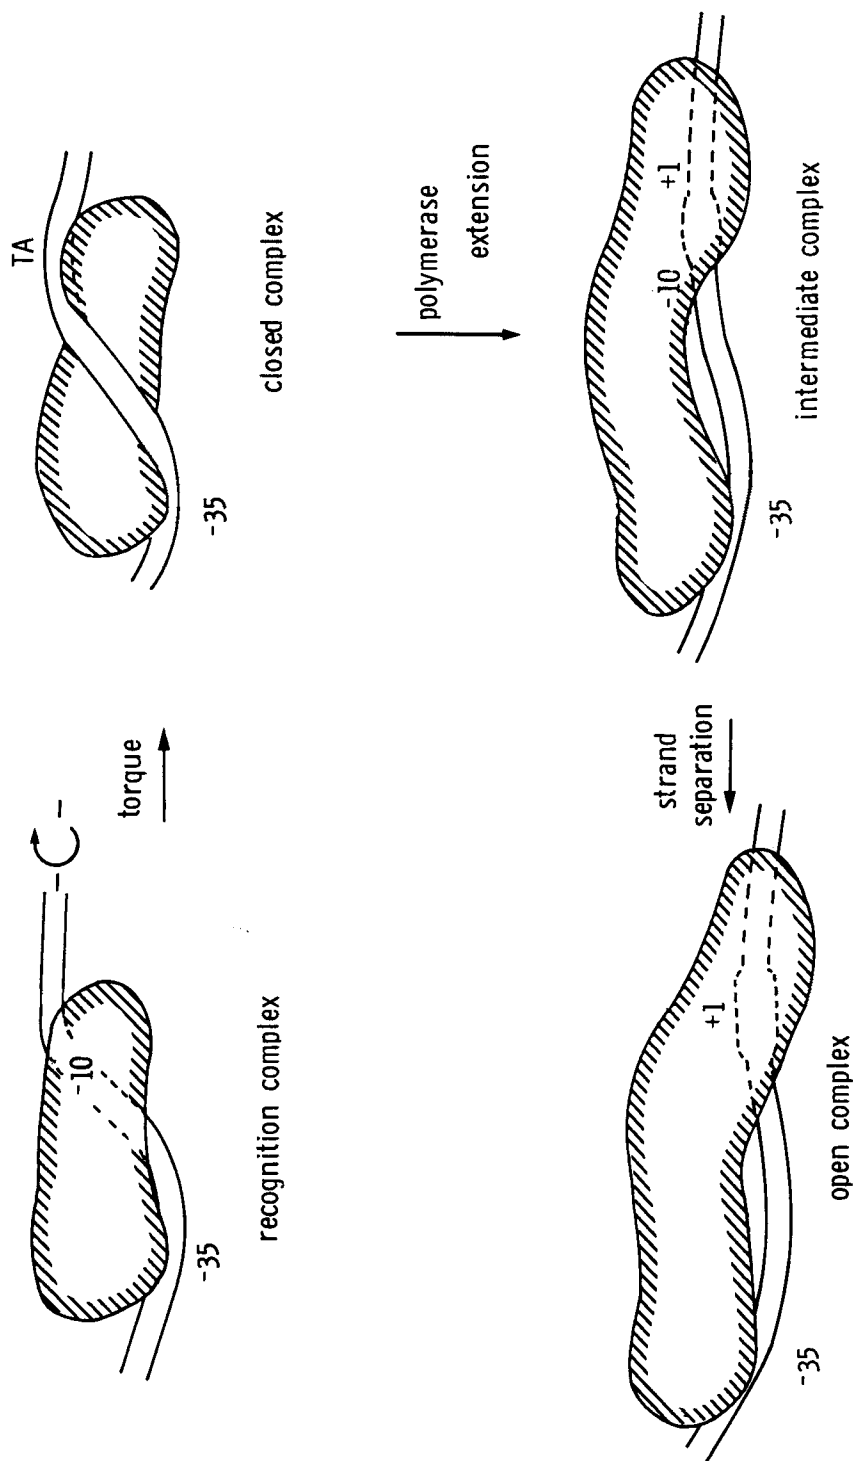 -10
-35
recognition complex
torque
TA
-35
closed complex
polymerase
extension
-10
+1
-35
intermediate complex
strand
separation
+1
-35
open complex